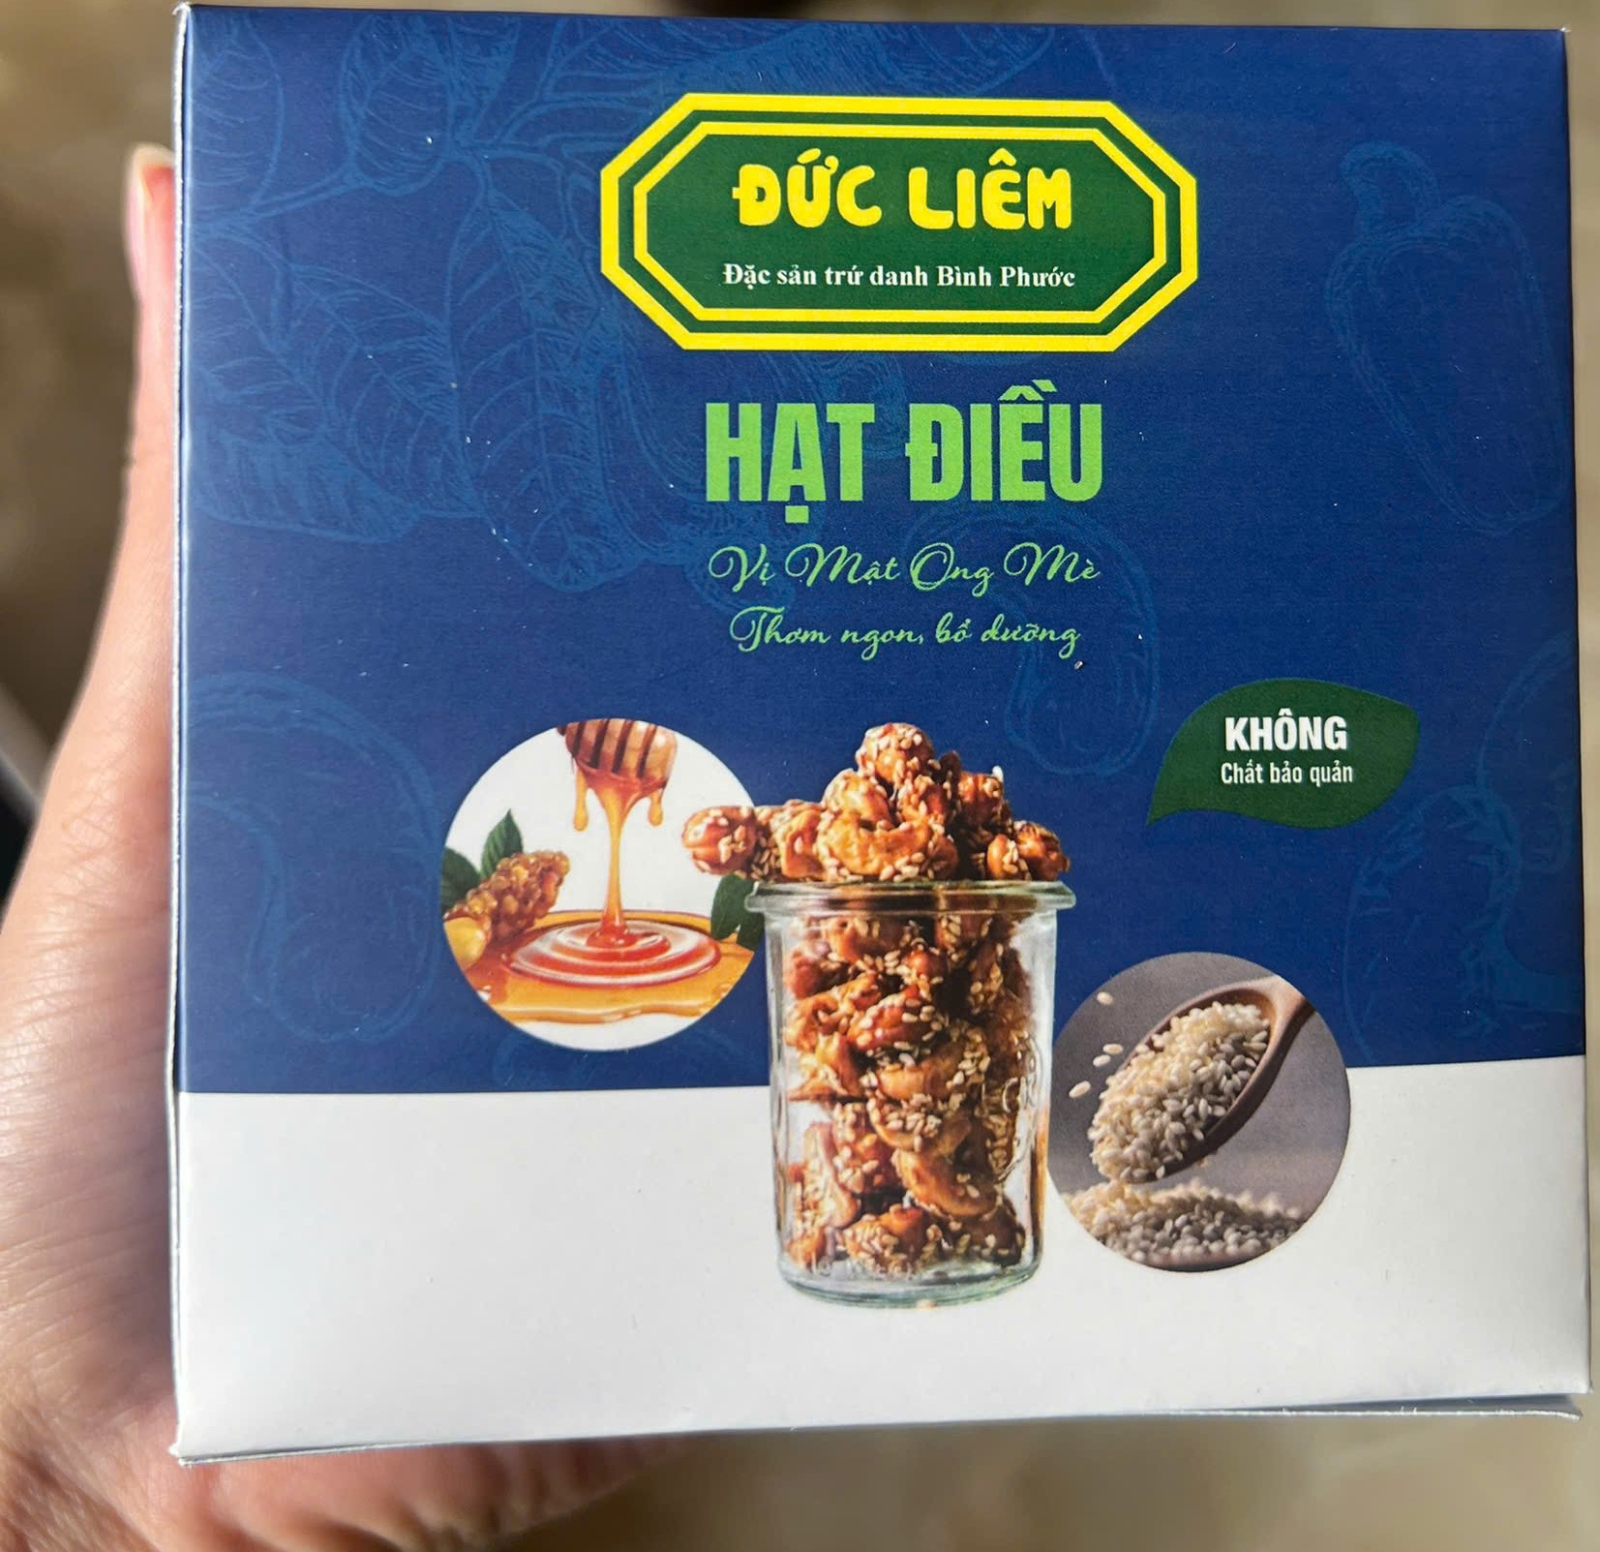 ĐỨC LIÊM
Đặc sản trứ danh Bình Phước
HẠT ĐIỀU
Vị Mật Ong Mè
Thơm ngon, bổ dưỡng
KHÔNG
Chất bảo quản